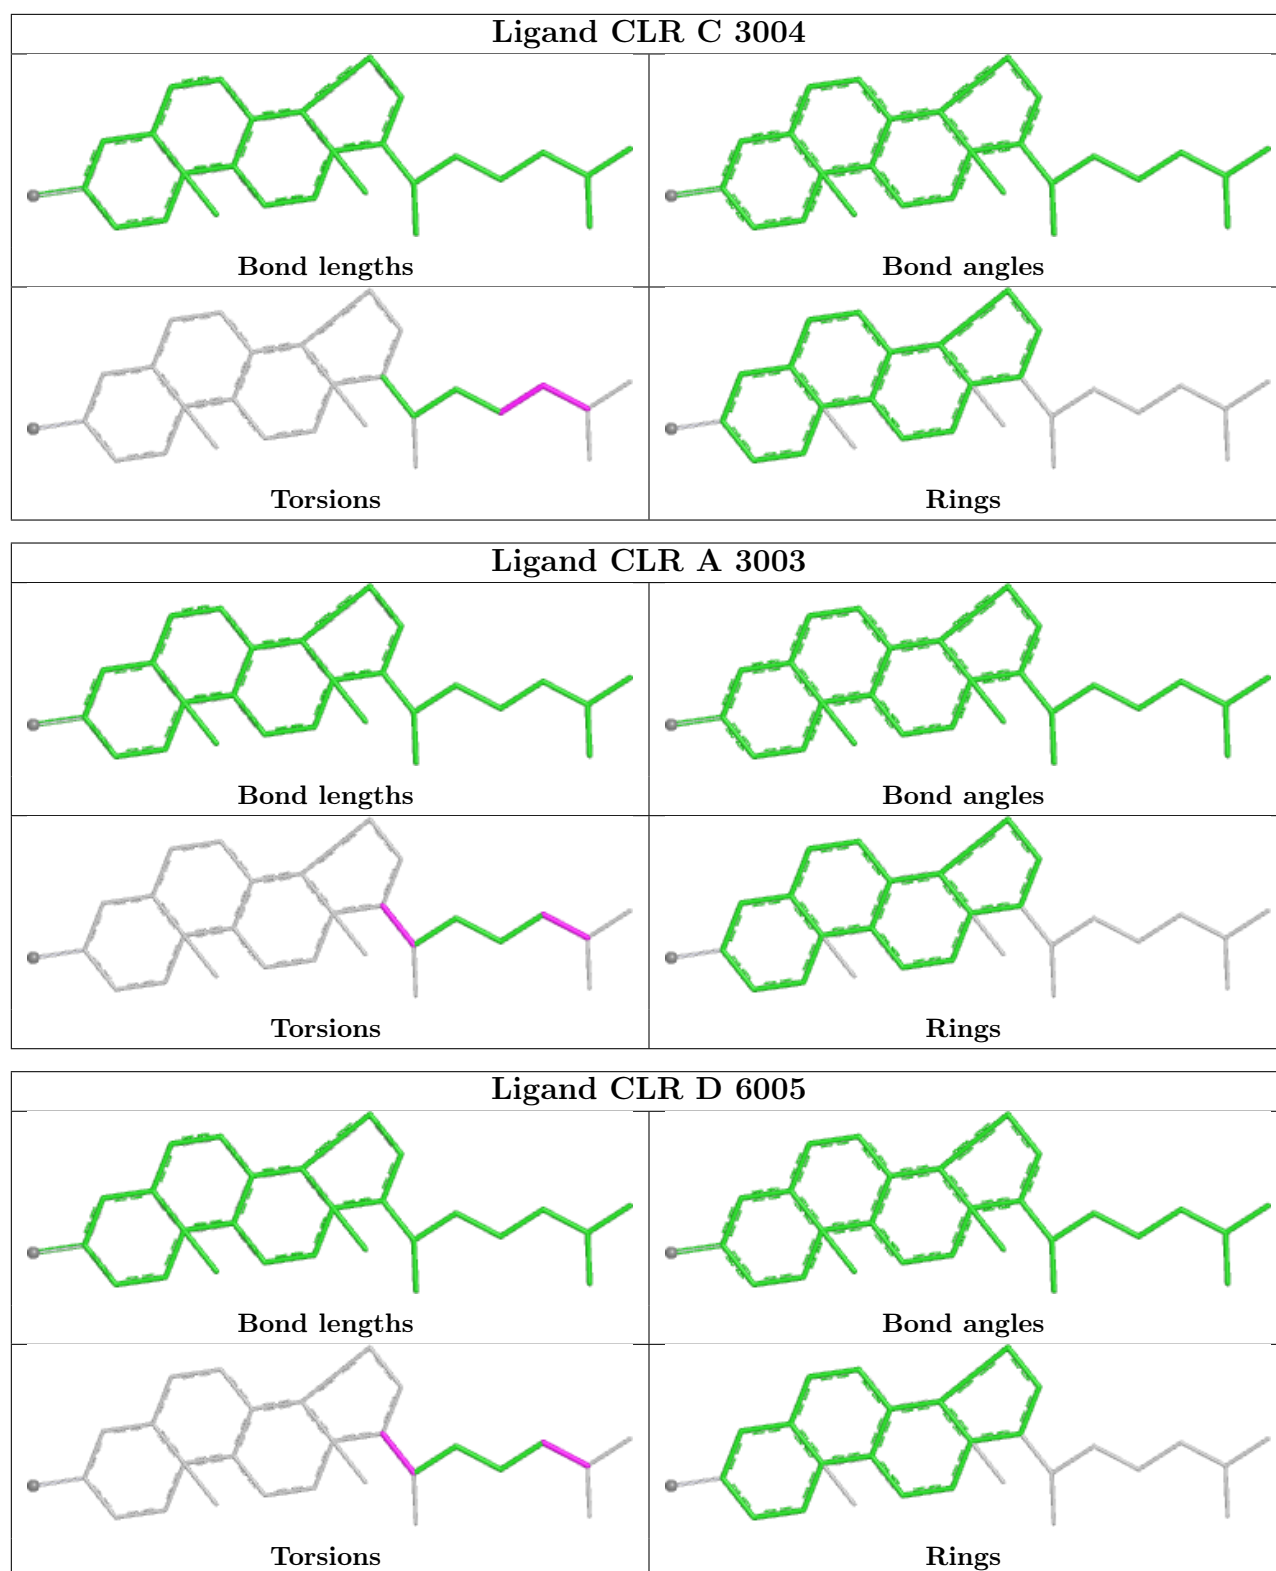 Ligand CLR C 3004
Bond lengths
Bond angles
Torsions
Rings
Ligand CLR A 3003
Bond lengths
Bond angles
Torsions
Rings
Ligand CLR D 6005
Bond lengths
Bond angles
Torsions
Rings